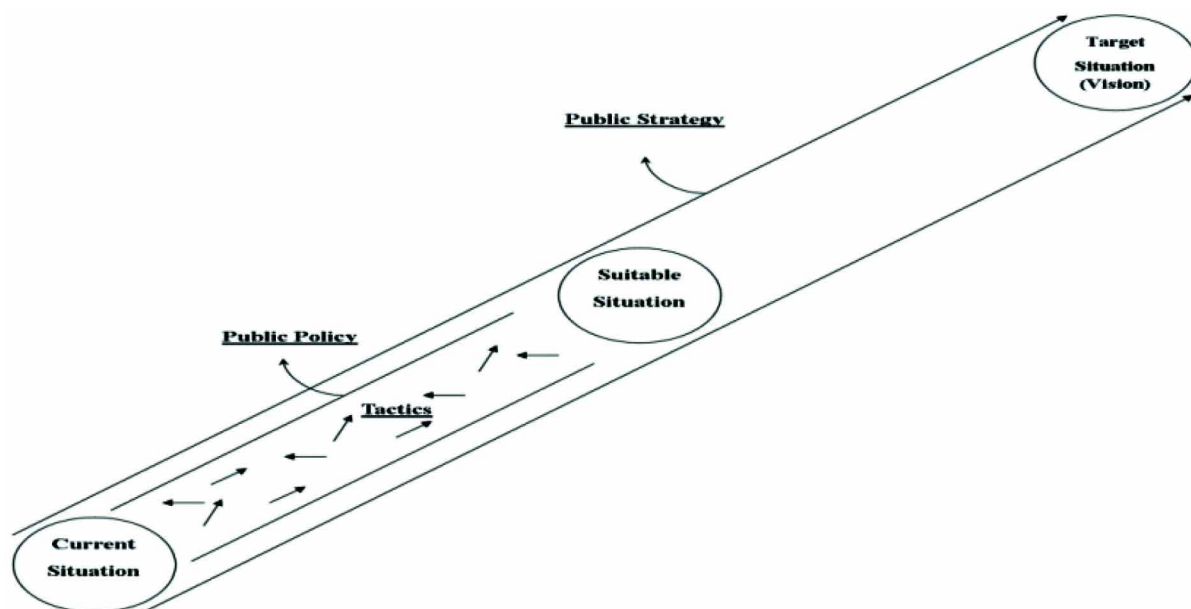 Target
Situation
(Vision)
Public Strategy
Suitable
Situation
Public Policy
Tactics
Current
Situation